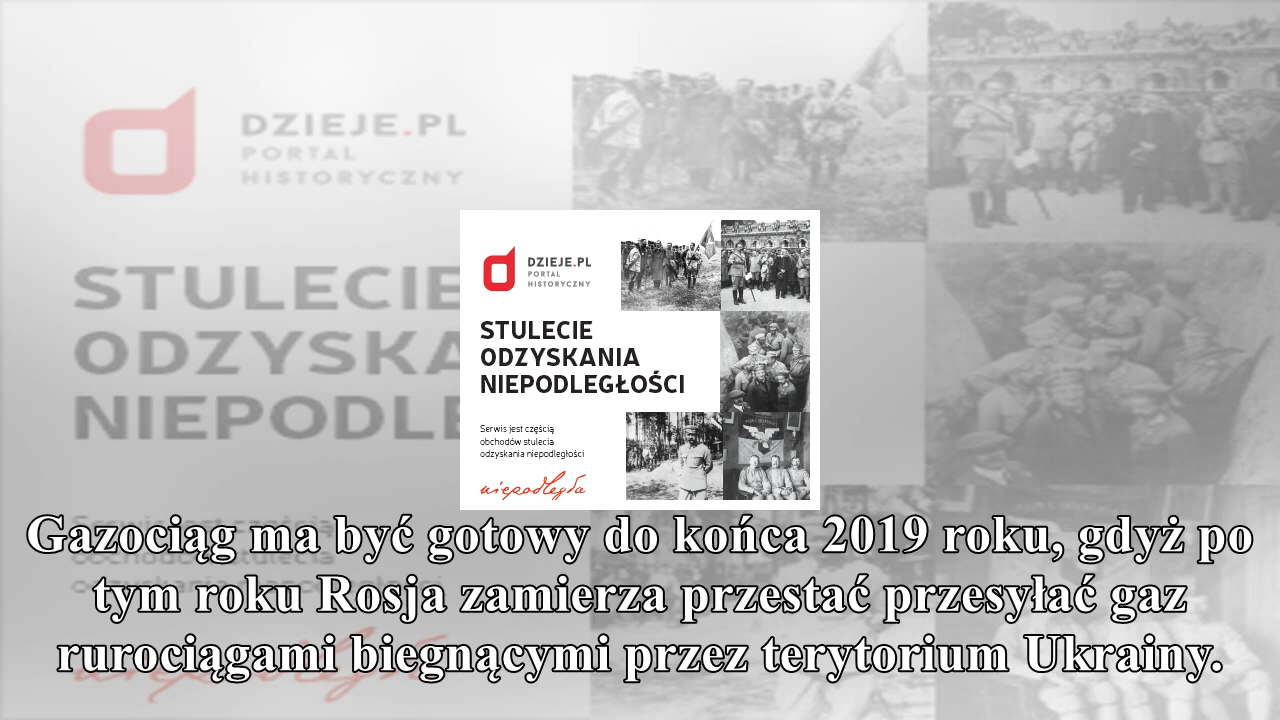 DZIEJE.PL
PORTAL
HISTORYCZNY
STULECIE
ODZYSKANIA
NIEPODLEGŁOŚCI
Serwis jest częścią
obchodów stulecia
odzyskania niepodległości
niepodległa
Gazociąg ma być gotowy do końca 2019 roku, gdyż po
tym roku Rosja zamierza przestać przesyłać gaz
rurociągami biegnącymi przez terytorium Ukrainy.